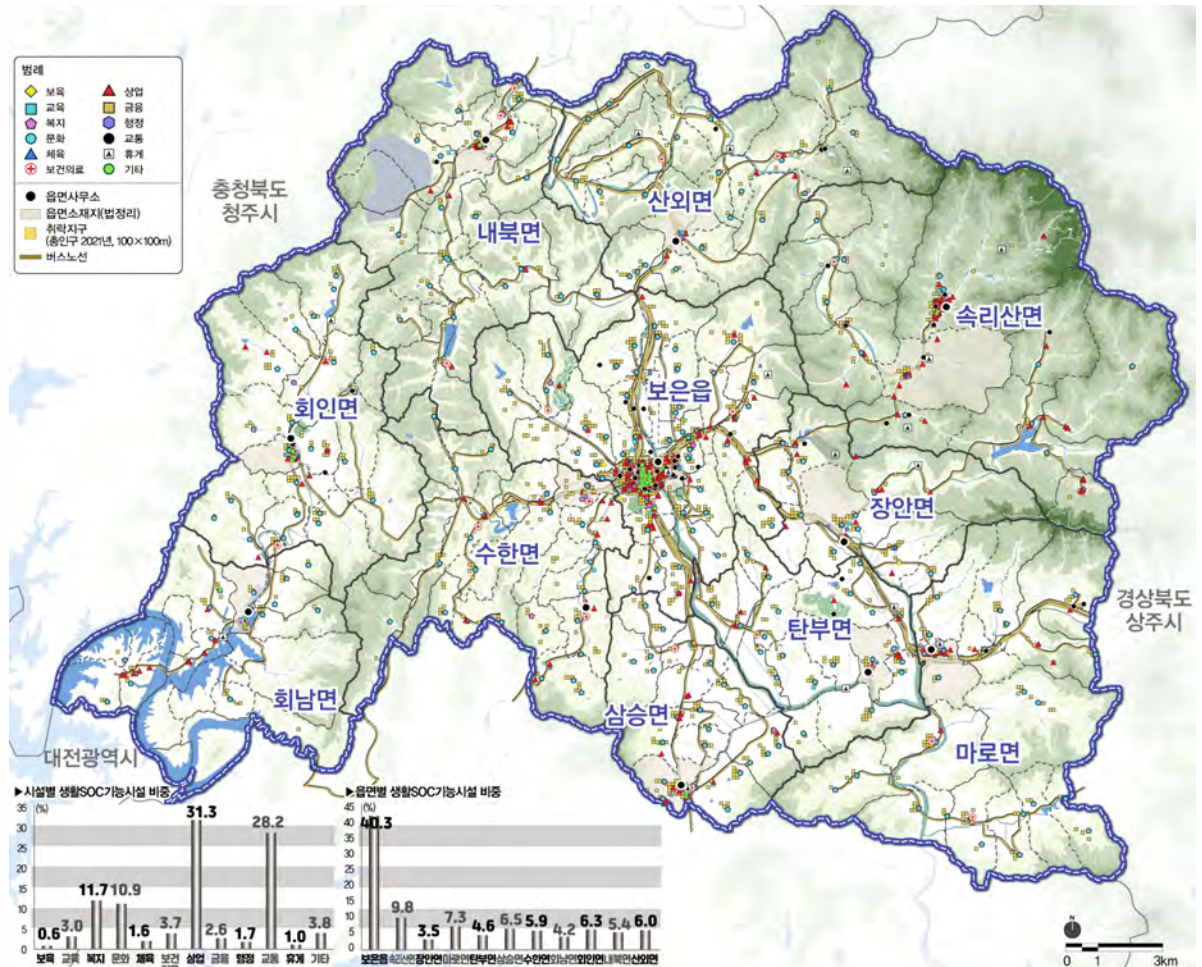 범례
보육
상업
교육
금융
복지
행정
문화
교통
체육
휴게
보건의료
기타
읍면사무소
읍면소재지(법정리)
취락지구
(총인구 2021년, 100×100m)
버스노선
충청북도
청주시
산외면
내북면
속리산면
보은읍
회인면
장안면
수한면
경상북도
상주시
탄부면
회남면
삼승면
대전광역시
마로면
▶시설별 생활SOC기능시설 비중
(%)
35
30
25
20
15
10
5
0
0.6
3.0
11.7
10.9
1.6
3.7
31.3
2.6
1.7
28.2
1.0
3.8
보육
교육
복지
문화
체육
보건
상업
금융
행정
교통
휴게
기타
▶읍면별 생활SOC기능시설 비중
(%)
45
40
35
30
25
20
15
10
5
0
40.3
9.8
3.5
7.3
4.6
6.5
5.9
4.2
6.3
5.4
6.0
보은읍
속리산면
장안면
마로면
탄부면
삼승면
수한면
회남면
회인면
내북면
산외면
N
0 1 3km